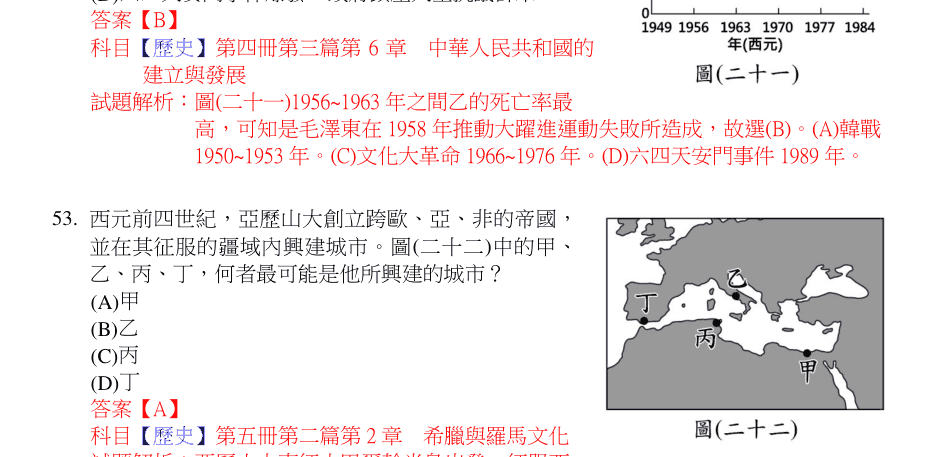 答案【B】
科目【歷史】第四冊第三篇第 6 章　中華人民共和國的
建立與發展
試題解析：圖(二十一)1956~1963 年之間乙的死亡率最
高，可知是毛澤東在 1958 年推動大躍進運動失敗所造成，故選(B)。(A)韓戰
1950~1953 年。(C)文化大革命 1966~1976 年。(D)六四天安門事件 1989 年。
0
1949 1956 1963 1970 1977 1984
年(西元)
圖(二十一)
53. 西元前四世紀，亞歷山大創立跨歐、亞、非的帝國，
並在其征服的疆域內興建城市。圖(二十二)中的甲、
乙、丙、丁，何者最可能是他所興建的城市？
(A)甲
(B)乙
(C)丙
(D)丁
答案【A】
科目【歷史】第五冊第二篇第 2 章　希臘與羅馬文化
乙
丁
丙
甲
圖(二十二)